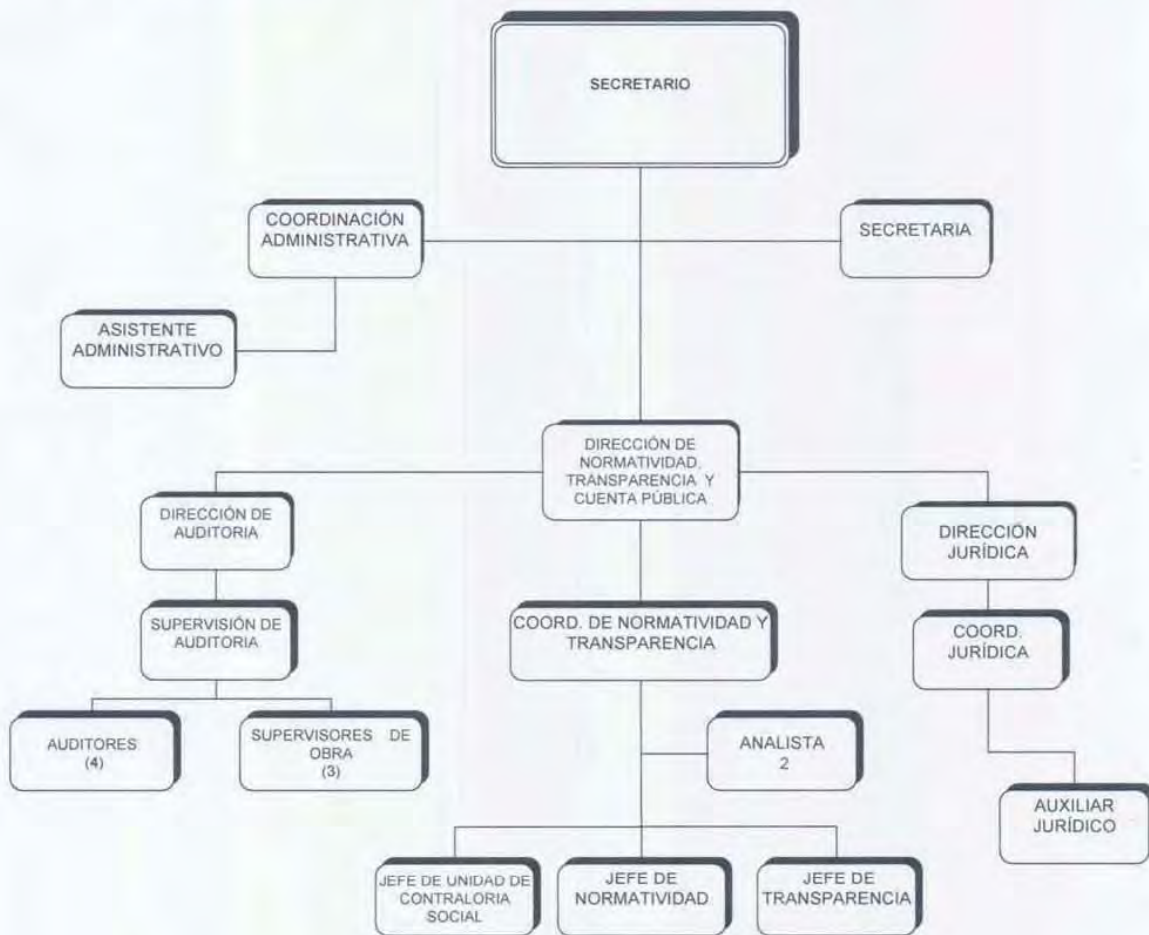 SECRETARIO
COORDINACIÓN
ADMINISTRATIVA
SECRETARIA
ASISTENTE
ADMINISTRATIVO
DIRECCIÓN DE
NORMATIVIDAD,
TRANSPARENCIA Y
CUENTA PÚBLICA
DIRECCIÓN DE
AUDITORIA
DIRECCIÓN
JURÍDICA
SUPERVISIÓN DE
AUDITORIA
COORD. DE NORMATIVIDAD Y
TRANSPARENCIA
COORD.
JURÍDICA
AUDITORES
(4)
SUPERVISORES DE
OBRA
(3)
ANALISTA
2
AUXILIAR
JURÍDICO
JEFE DE UNIDAD DE
CONTRALORIA
SOCIAL
JEFE DE
NORMATIVIDAD
JEFE DE
TRANSPARENCIA